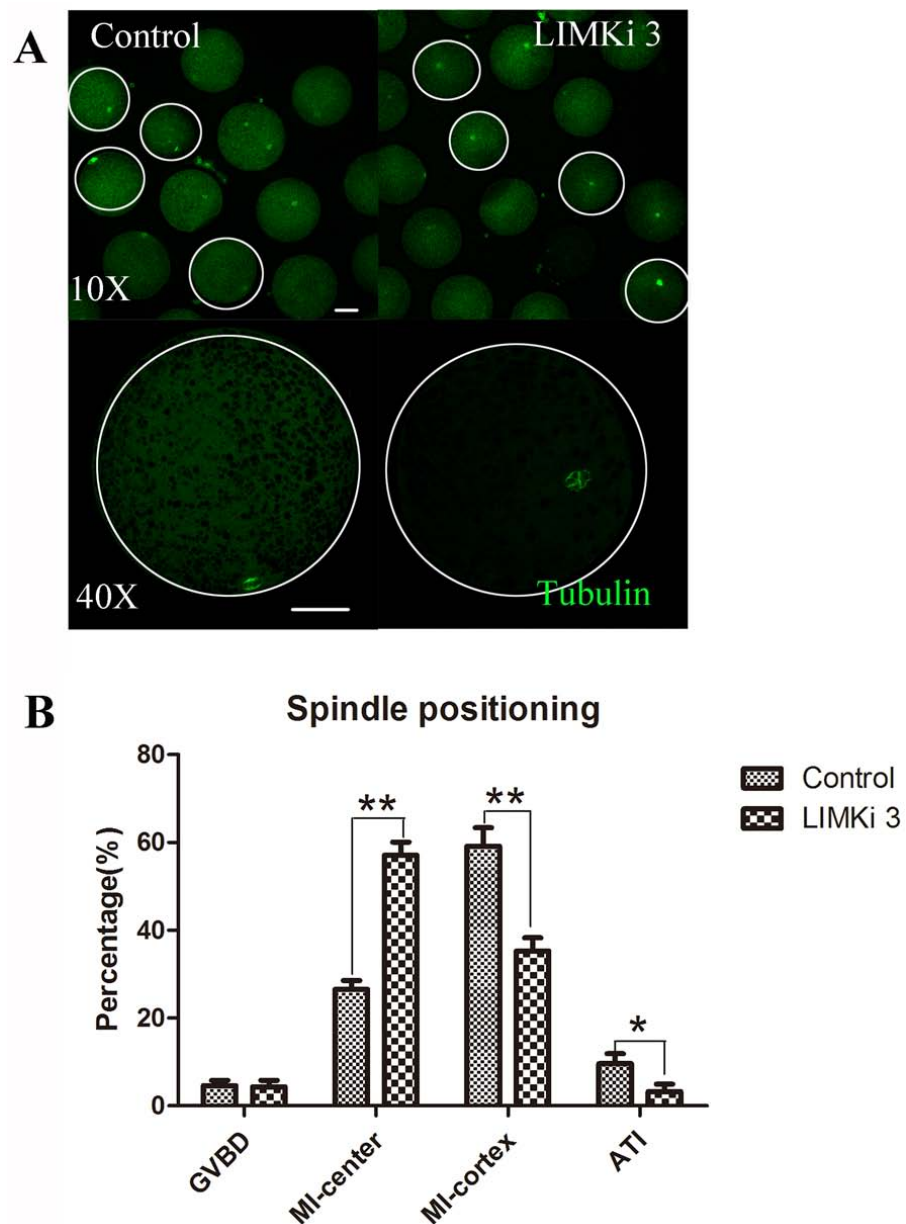 A
Control
LIMKi 3
10X
40X
Tubulin
B
Spindle positioning
Percentage(%)
80
60
40
20
0
**
**
*
GVBD
MI-center
MI-cortex
ATI
Control
LIMKi 3